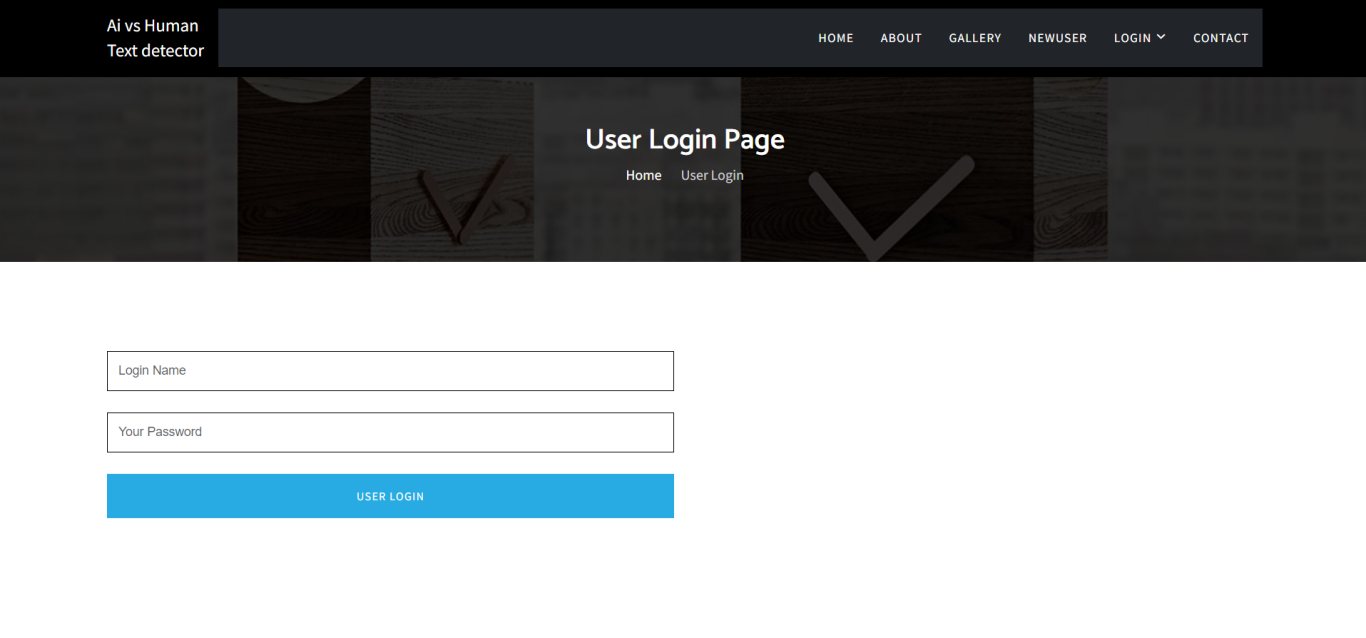 Ai vs Human
Text detector
HOME ABOUT GALLERY NEWUSER LOGIN CONTACT
User Login Page
Home User Login
Login Name
Your Password
USER LOGIN